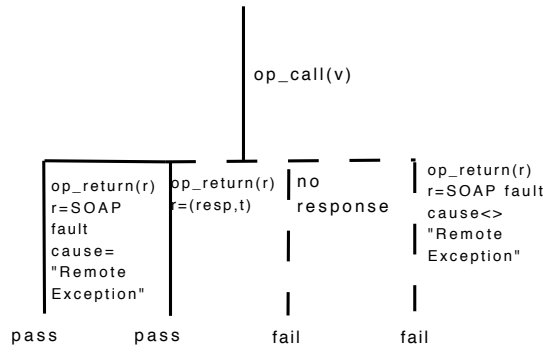 op_call(v)
op_return(r)
r=SOAP
fault
cause=
"Remote
Exception"
op_return(r)
r=(resp,t)
no
response
op_return(r)
r=SOAP fault
cause<>
"Remote
Exception"
pass
pass
fail
fail